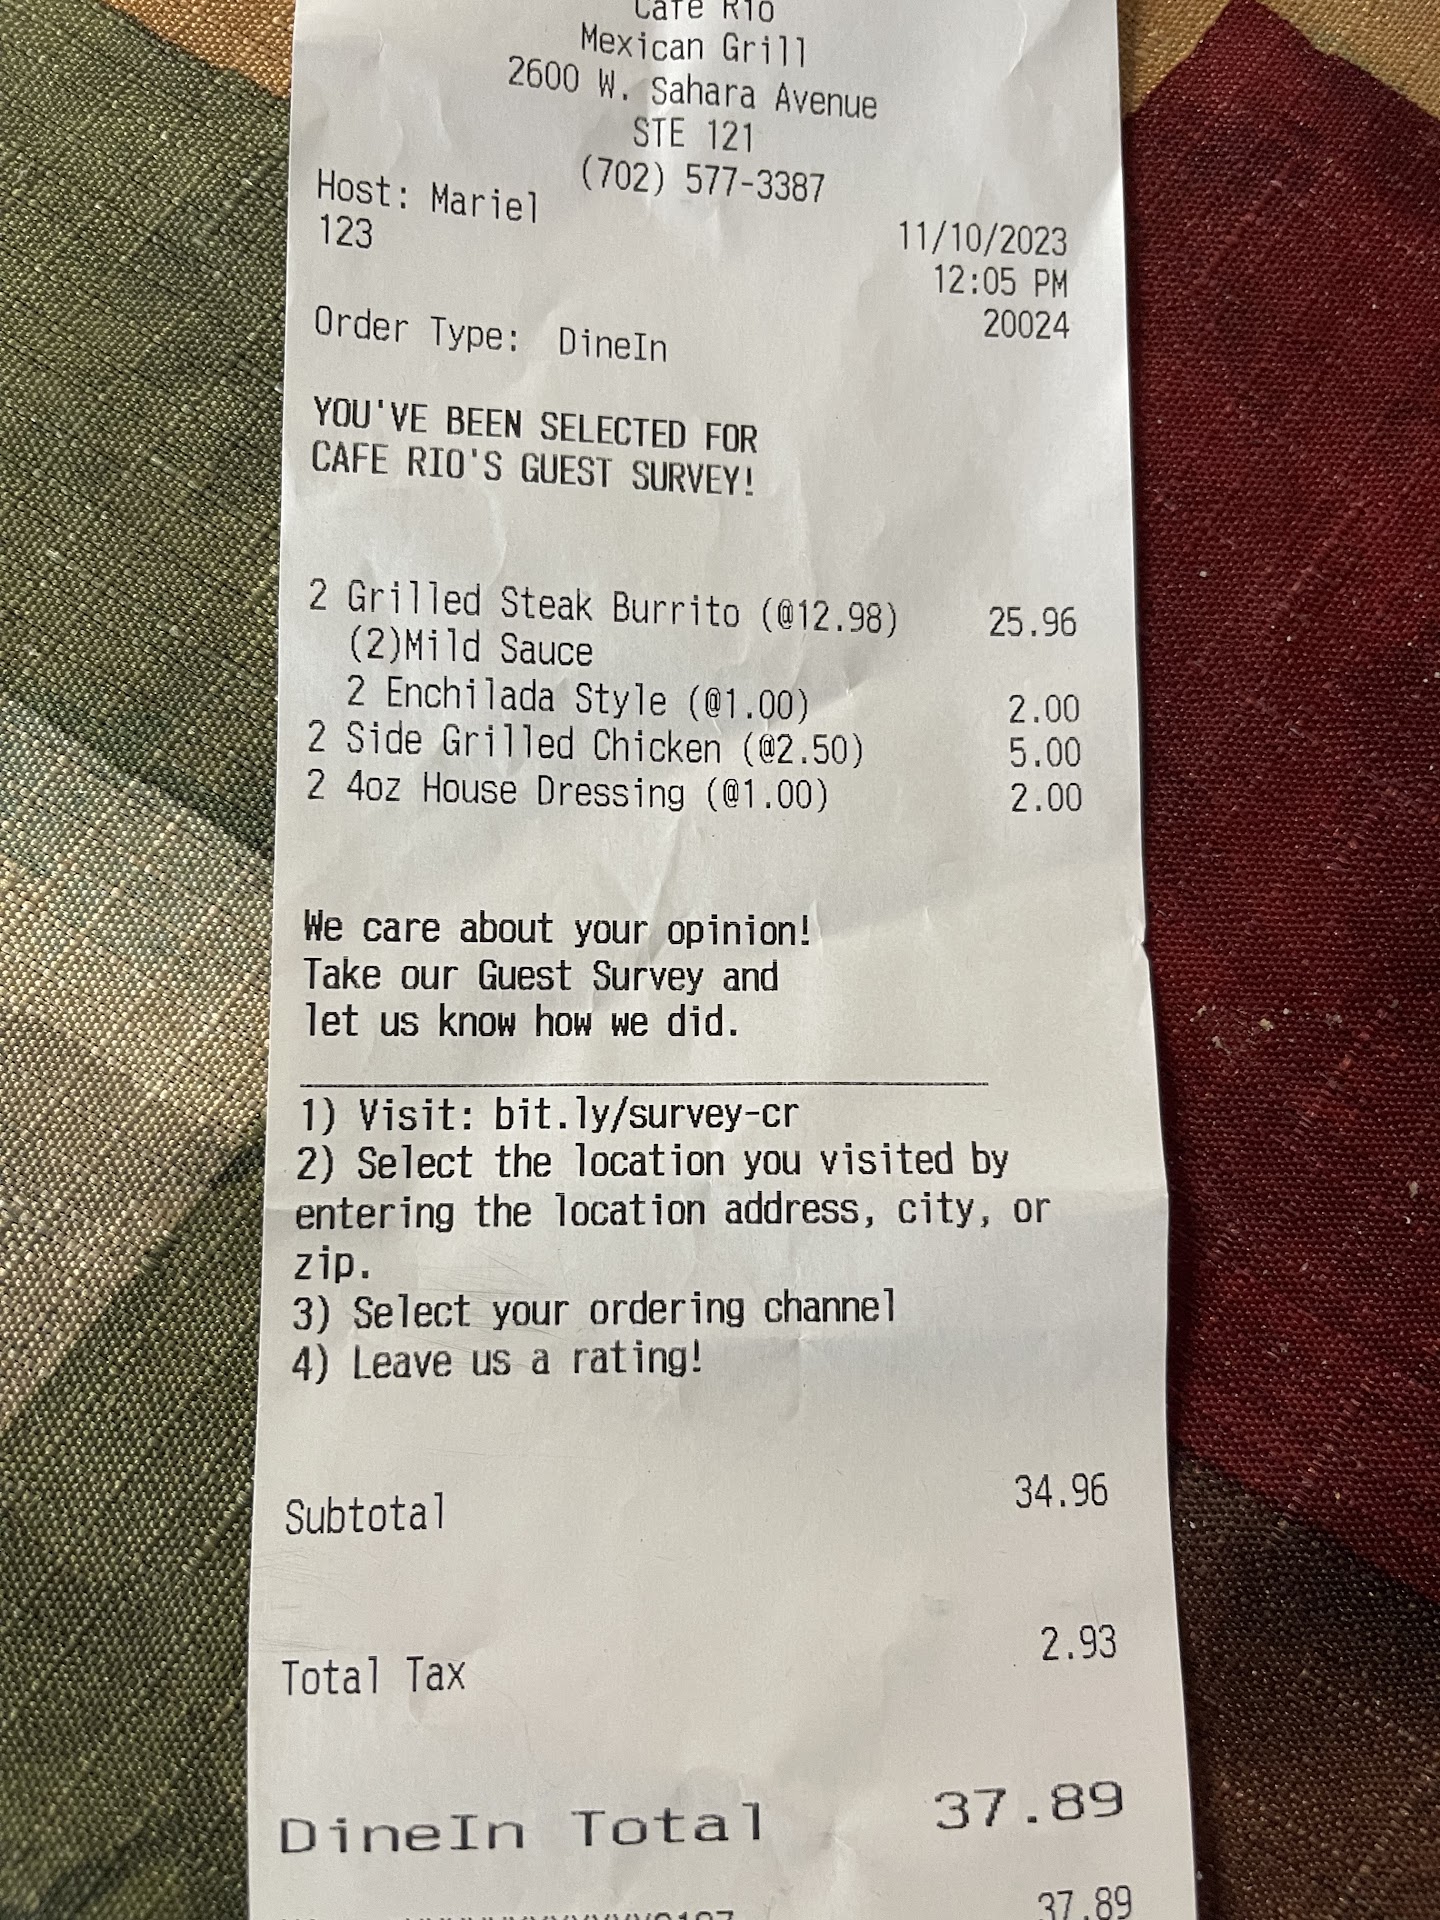 Cafe Rio
Mexican Grill
2600 W. Sahara Avenue
STE 121
(702) 577-3387
Host: Mariel
123
11/10/2023
12:05 PM
20024
Order Type: DineIn
YOU'VE BEEN SELECTED FOR
CAFE RIO'S GUEST SURVEY!
2 Grilled Steak Burrito (@12.98) 25.96
(2)Mild Sauce
2 Enchilada Style (@1.00) 2.00
2 Side Grilled Chicken (@2.50) 5.00
2 4oz House Dressing (@1.00) 2.00
We care about your opinion!
Take our Guest Survey and
let us know how we did.
1) Visit: bit.ly/survey-cr
2) Select the location you visited by
entering the location address, city, or
zip.
3) Select your ordering channel
4) Leave us a rating!
Subtotal 34.96
Total Tax 2.93
DineIn Total 37.89
37.89